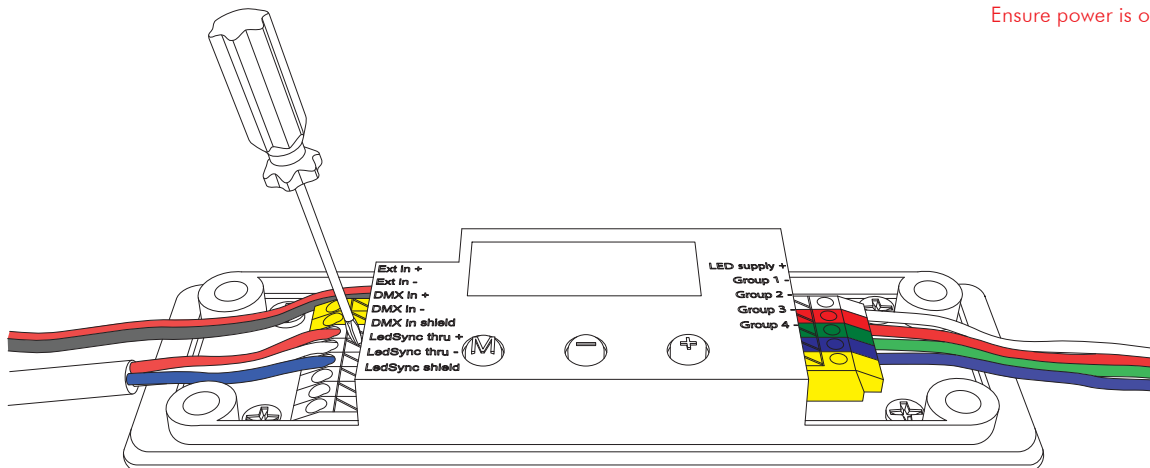 Ensure power is o
Ext in +
Ext in -
DMX in +
DMX in -
DMX in shield
LedSync thru +
LedSync thru -
LedSync shield
M
-
+
LED supply +
Group 1 -
Group 2 -
Group 3 -
Group 4 -